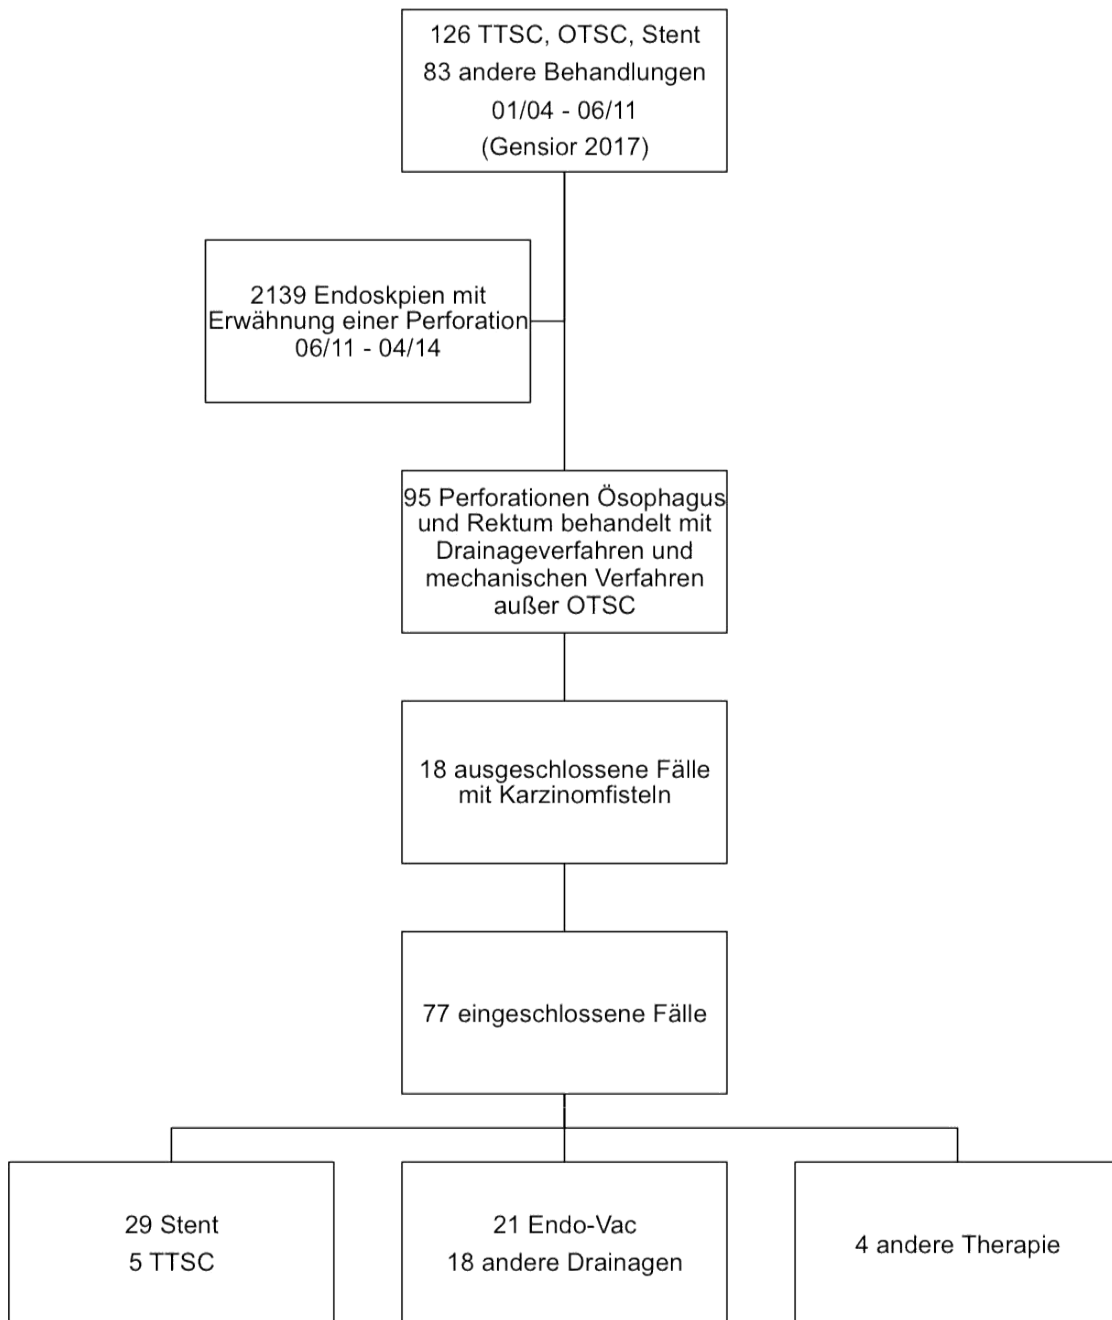 126 TTSC, OTSC, Stent
83 andere Behandlungen
01/04 - 06/11
(Gensior 2017)
2139 Endoskpien mit
Erwähnung einer Perforation
06/11 - 04/14
95 Perforationen Ösophagus
und Rektum behandelt mit
Drainageverfahren und
mechanischen Verfahren
außer OTSC
18 ausgeschlossene Fälle
mit Karzinomfisteln
77 eingeschlossene Fälle
29 Stent
5 TTSC
21 Endo-Vac
18 andere Drainagen
4 andere Therapie